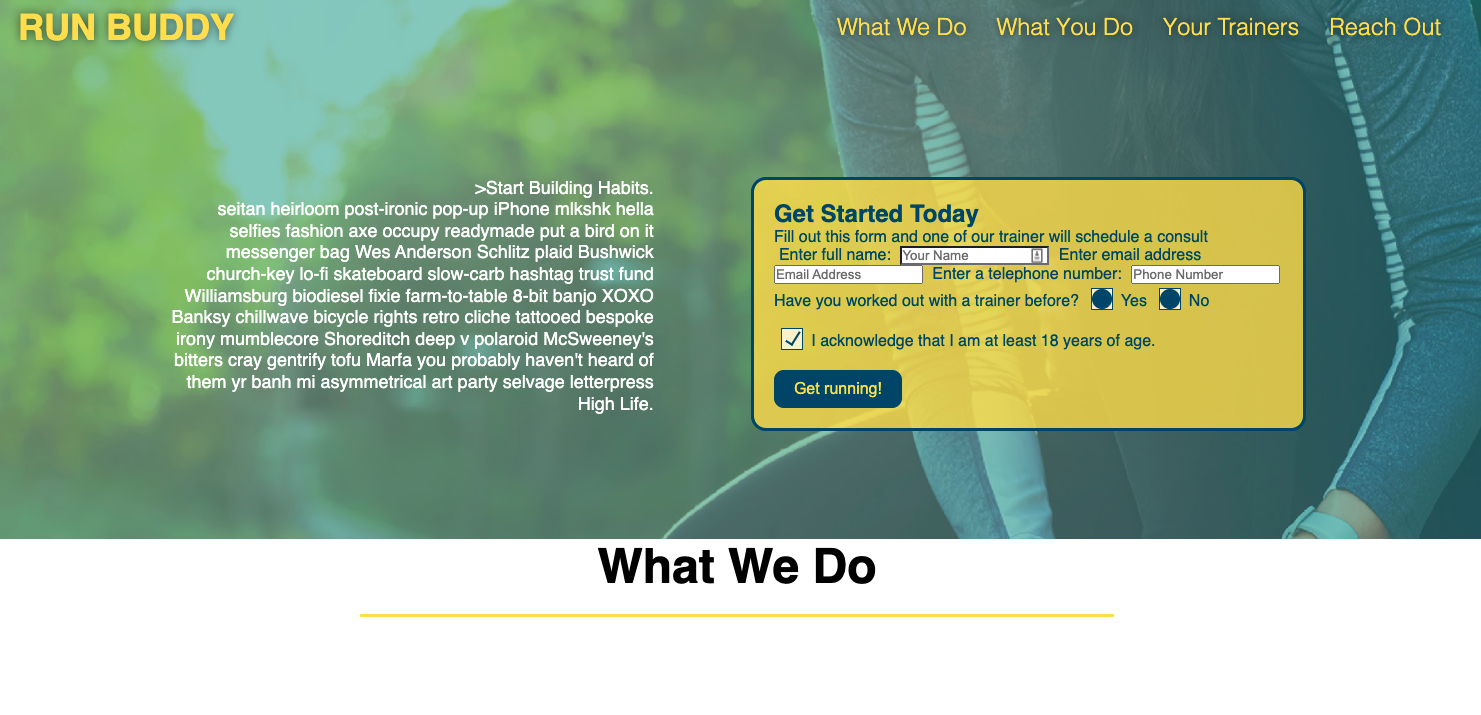 RUN BUDDY
What We Do What You Do Your Trainers Reach Out
>Start Building Habits.
seitan heirloom post-ironic pop-up iPhone mlkshk hella
selfies fashion axe occupy readymade put a bird on it
messenger bag Wes Anderson Schlitz plaid Bushwick
church-key lo-fi skateboard slow-carb hashtag trust fund
Williamsburg biodiesel fixie farm-to-table 8-bit banjo XOXO
Banksy chillwave bicycle rights retro cliche tattooed bespoke
irony mumblecore Shoreditch deep v polaroid McSweeney's
bitters cray gentrify tofu Marfa you probably haven't heard of
them yr banh mi asymmetrical art party selvage letterpress
High Life.
Get Started Today
Fill out this form and one of our trainer will schedule a consult
Enter full name: Your Name Enter email address
Email Address Enter a telephone number: Phone Number
Have you worked out with a trainer before? Yes No
I acknowledge that I am at least 18 years of age.
Get running!
What We Do